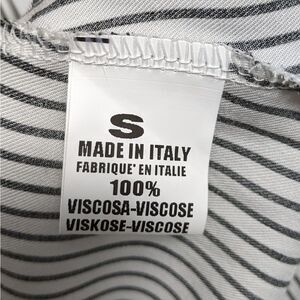 S
MADE IN ITALY
FABRIQUE' EN ITALIE
100%
VISCOSA-VISCOSE
VISKOSE-VISCOSE